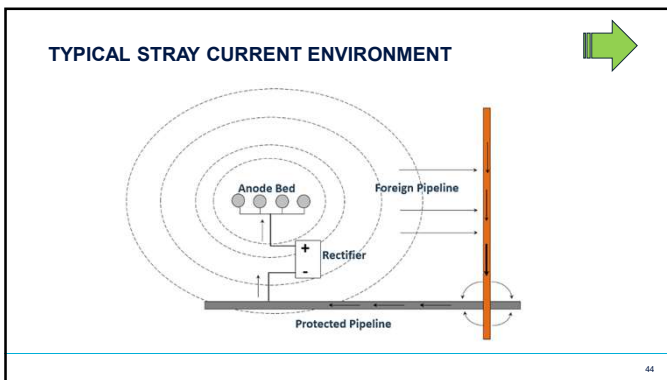 TYPICAL STRAY CURRENT ENVIRONMENT
Anode Bed
Foreign Pipeline
+
Rectifier
-
Protected Pipeline
44